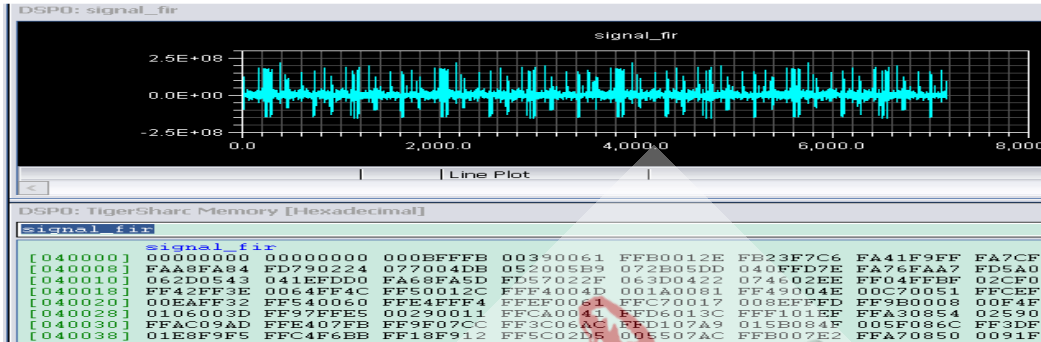 DSP0: signal_fir
signal_fir
2.5E+08
0.0E+00
-2.5E+08
0.0 2,000.0 4,000.0 6,000.0 8,000
Line Plot
<
DSP0: TigerSharc Memory [Hexadecimal]
signal_fir
signal_fir
[040000] 00000000 00000000 000BFFFB 00390061 FFB0012E FB23F7C6 FA41F9FF FA7CF
[040008] FAA8FA84 FD790224 077004DB 052005B9 072B05DD 040FFD7E FA76FAA7 FD5A0
[040010] 062D0543 041EFDD0 FA68FA5D FD57022F 063D0422 074602EE FF04FFBF 02CF0
[040018] FF42FF3E 0064FF4C FF50012C FFF4004D 001A0081 FF49004E 00C70051 FFCEF
[040020] 00EAFF32 FF540060 FFE4FFF4 FFEF0061 FFC70017 008EFFFD FF9B0008 00F4F
[040028] 0106003D FF97FFE5 00290011 FFCA0041 FFD6013C FFF101EF FFA30854 02590
[040030] FFAC09AD FFE407FB FF9F07CC FF3C06AC FFD107A9 015B084F 005F086C FF3DF
[040038] 01E8F9F5 FFC4F6BB FF18F912 FF5C02D5 005507AC FFB007E2 FFA70850 0091F